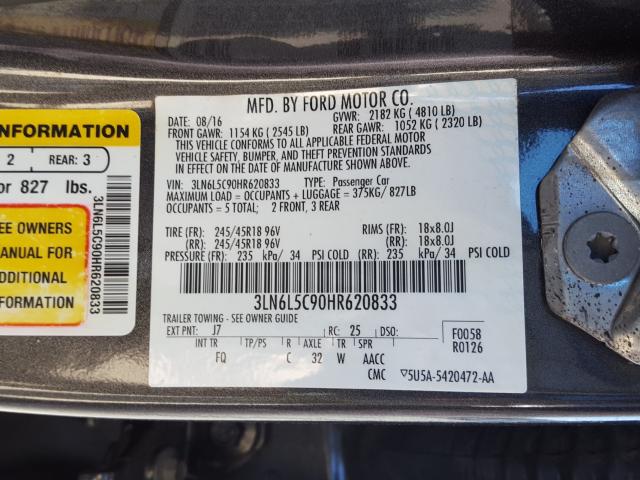 NFORMATION
2 REAR: 3
or 827 lbs.
EE OWNERS
ANUAL FOR
DDITIONAL
FORMATION
3LN6L5C90HR620833
MFD. BY FORD MOTOR CO.
DATE: 08/16 GVWR: 2182 KG (4810 LB)
FRONT GAWR: 1154 KG (2545 LB) REAR GAWR: 1052 KG (2320 LB)
THIS VEHICLE CONFORMS TO ALL APPLICABLE FEDERAL MOTOR
VEHICLE SAFETY, BUMPER, AND THEFT PREVENTION STANDARDS
IN EFFECT ON THE DATE OF MANUFACTURE SHOWN ABOVE.
VIN: 3LN6L5C90HR620833 TYPE: Passenger Car
MAXIMUM LOAD = OCCUPANTS + LUGGAGE = 375KG/ 827LB
OCCUPANTS = 5 TOTAL; 2 FRONT, 3 REAR
TIRE (FR): 245/45R18 96V RIMS (FR): 18x8.0J
(RR): 245/45R18 96V (RR): 18x8.0J
PRESSURE (FR): 235 kPa/ 34 PSI COLD (RR): 235 kPa/ 34 PSI COLD
3LN6L5C90HR620833
TRAILER TOWING - SEE OWNER GUIDE
EXT PNT: J7 RC: 25 DSO:
INT TR TP/PS R AXLE TR SPR
FQ C 32 W AACC
CMC
F0058
R0126
▽5U5A-5420472-AA